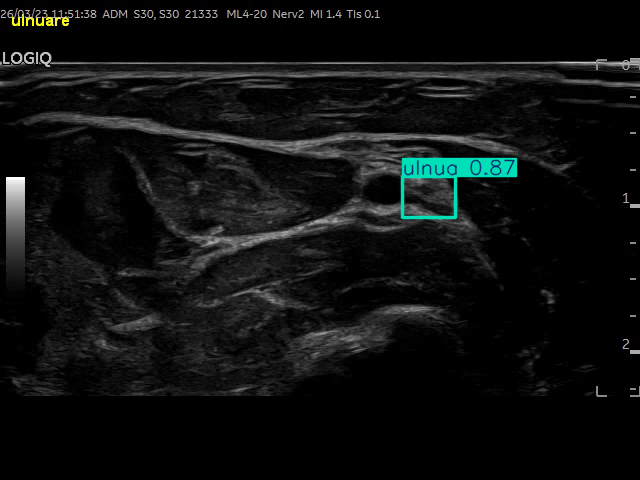 26/03/23 11:51:38 ADM S30, S30 21333 ML4-20 Nerv2 MI 1.4 TIs 0.1
ulnuare
LOGIQ
0
ulnua 0.87
1
2